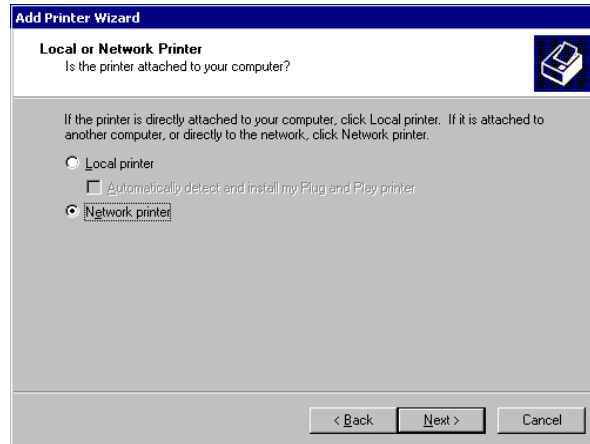 Add Printer Wizard
Local or Network Printer
Is the printer attached to your computer?
If the printer is directly attached to your computer, click Local printer. If it is attached to
another computer, or directly to the network, click Network printer.
Local printer
Automatically detect and install my Plug and Play printer
Network printer
< Back
Next >
Cancel